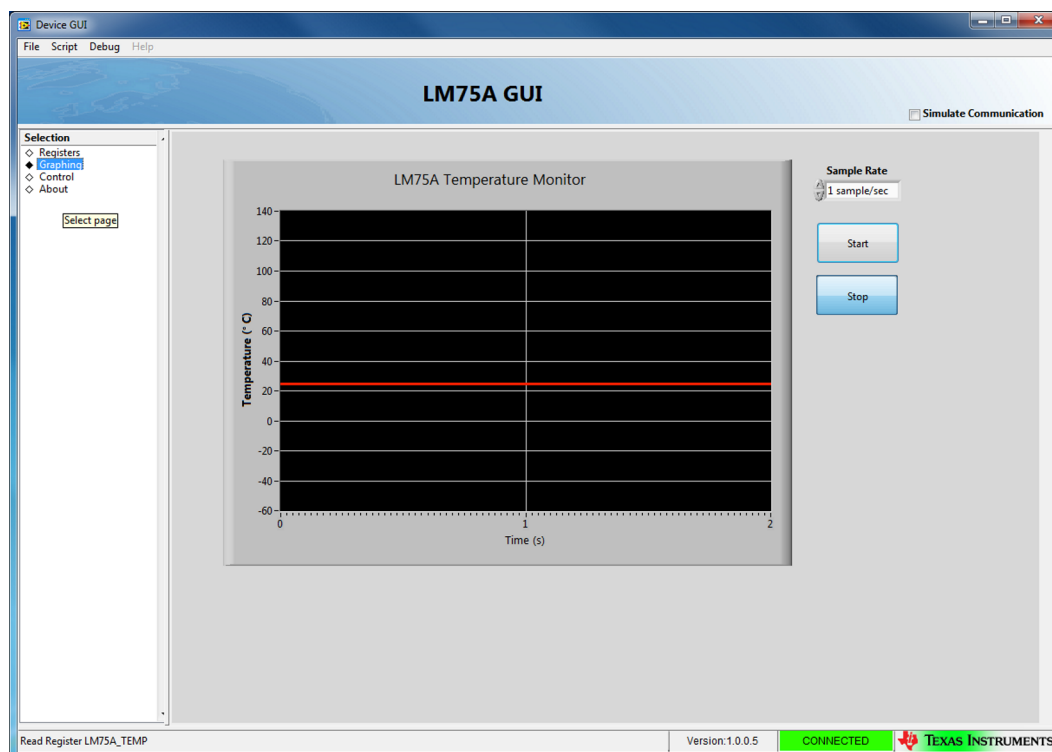 Device GUI
File Script Debug Help
LM75A GUI
Simulate Communication
Selection
Registers
Graphing
Control
About
Select page
LM75A Temperature Monitor
Temperature (° C)
140
120
100
80
60
40
20
0
-20
-40
-60
0 1 2
Time (s)
Sample Rate
1 sample/sec
Start
Stop
Read Register LM75A_TEMP Version:1.0.0.5 CONNECTED TEXAS INSTRUMENTS